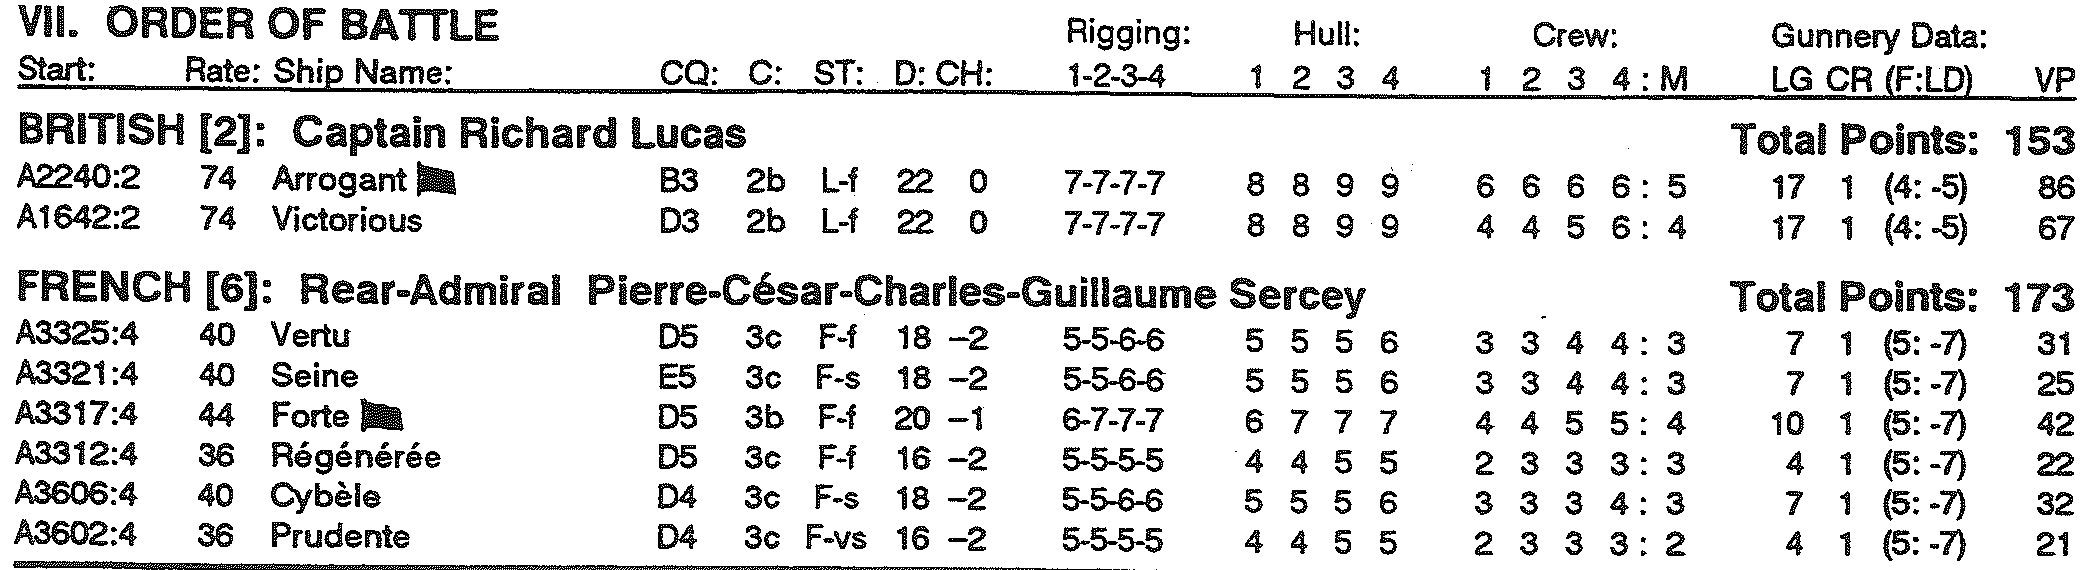 VII. ORDER OF BATTLE Rigging: Hull: Crew: Gunnery Data:
Start: Rate: Ship Name: CQ: C: ST: D: CH: 1-2-3-4 1 2 3 4 1 2 3 4 : M LG CR (F:LD) VP
BRITISH [2]: Captain Richard Lucas Total Points: 153
A2240:2 74 Arrogant B3 2b L-f 22 0 7-7-7-7 8 8 9 9 6 6 6 6 : 5 17 1 (4: -5) 86
A1642:2 74 Victorious D3 2b L-f 22 0 7-7-7-7 8 8 9 9 4 4 5 6 : 4 17 1 (4: -5) 67
FRENCH [6]: Rear-Admiral Pierre-César-Charles-Guillaume Sercey Total Points: 173
A3325:4 40 Vertu D5 3c F-f 18 –2 5-5-6-6 5 5 5 6 3 3 4 4 : 3 7 1 (5: -7) 31
A3321:4 40 Seine E5 3c F-s 18 –2 5-5-6-6 5 5 5 6 3 3 4 4 : 3 7 1 (5: -7) 25
A3317:4 44 Forte D5 3b F-f 20 –1 6-7-7-7 6 7 7 7 4 4 5 5 : 4 10 1 (5: -7) 42
A3312:4 36 Régénérée D5 3c F-f 16 –2 5-5-5-5 4 4 5 5 2 3 3 3 : 3 4 1 (5: -7) 22
A3606:4 40 Cybèle D4 3c F-s 18 –2 5-5-6-6 5 5 5 6 3 3 3 4 : 3 7 1 (5: -7) 32
A3602:4 36 Prudente D4 3c F-vs 16 –2 5-5-5-5 4 4 5 5 2 3 3 3 : 2 4 1 (5: -7) 21